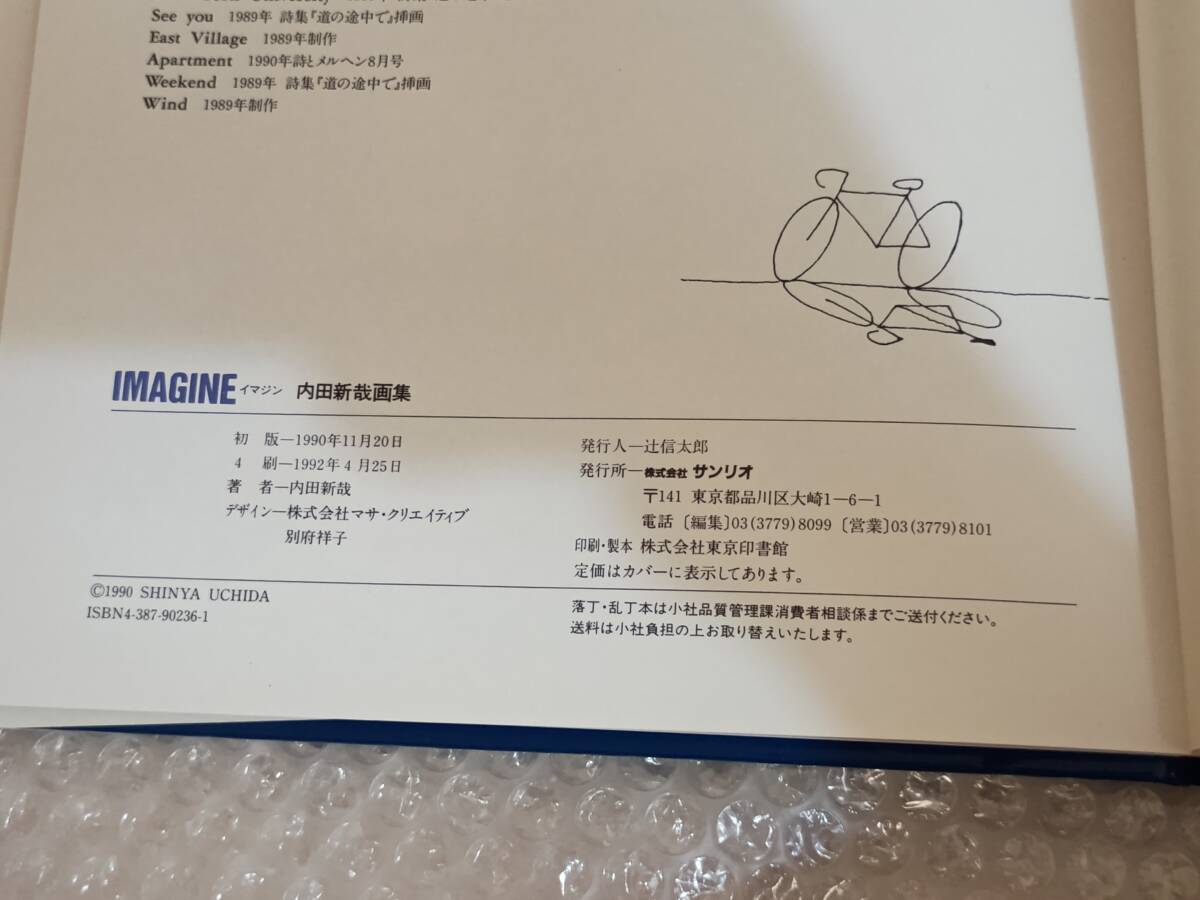 See you 1989年 詩集『道の途中で』挿画
East Village 1989年制作
Apartment 1990年詩とメルヘン8月号
Weekend 1989年 詩集『道の途中で』挿画
Wind 1989年制作
IMAGINE イマジン 内田新哉画集
初 版―1990年11月20日
4 刷―1992年4月25日
著 者―内田新哉
デザイン―株式会社マサ・クリエイティブ
別府祥子
発行人―辻信太郎
発行所―株式会社 サンリオ
〒141 東京都品川区大崎1―6―1
電話〔編集〕03(3779)8099〔営業〕03(3779)8101
印刷・製本 株式会社東京印書館
定価はカバーに表示してあります。
©1990 SHINYA UCHIDA
ISBN4-387-90236-1
落丁・乱丁本は小社品質管理課消費者相談係までご送付ください。
送料は小社負担の上お取り替えいたします。